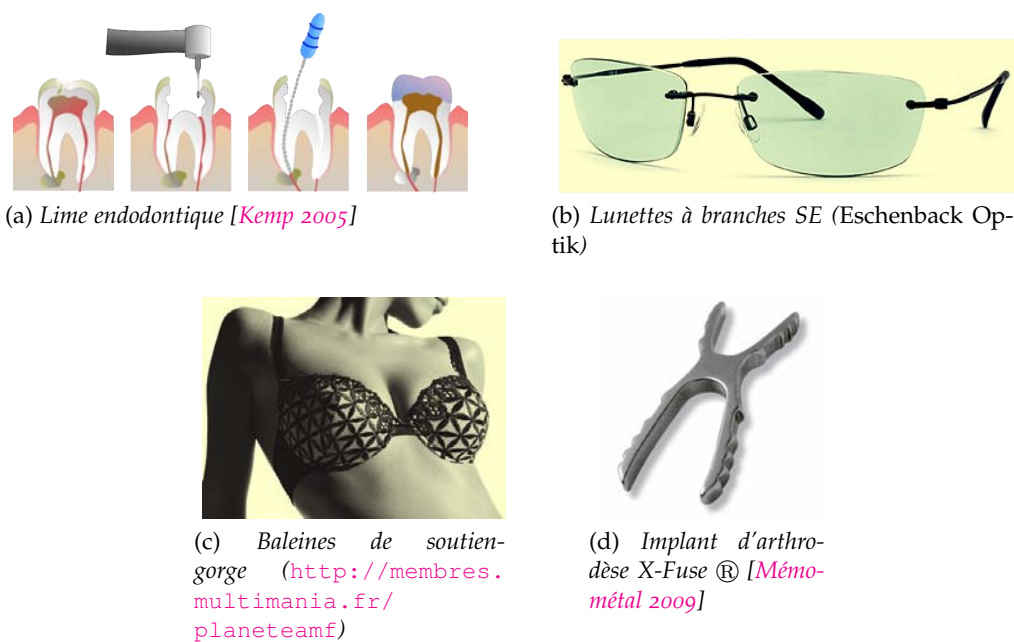 (a) Lime endodontique [Kemp 2005]
(b) Lunettes à branches SE (Eschenback Op-
tik)
(c) Baleines de soutien-
gorge (http://membres.
multimania.fr/
planeteamf)
(d) Implant d'arthro-
dèse X-Fuse ® [Mémo-
métal 2009]